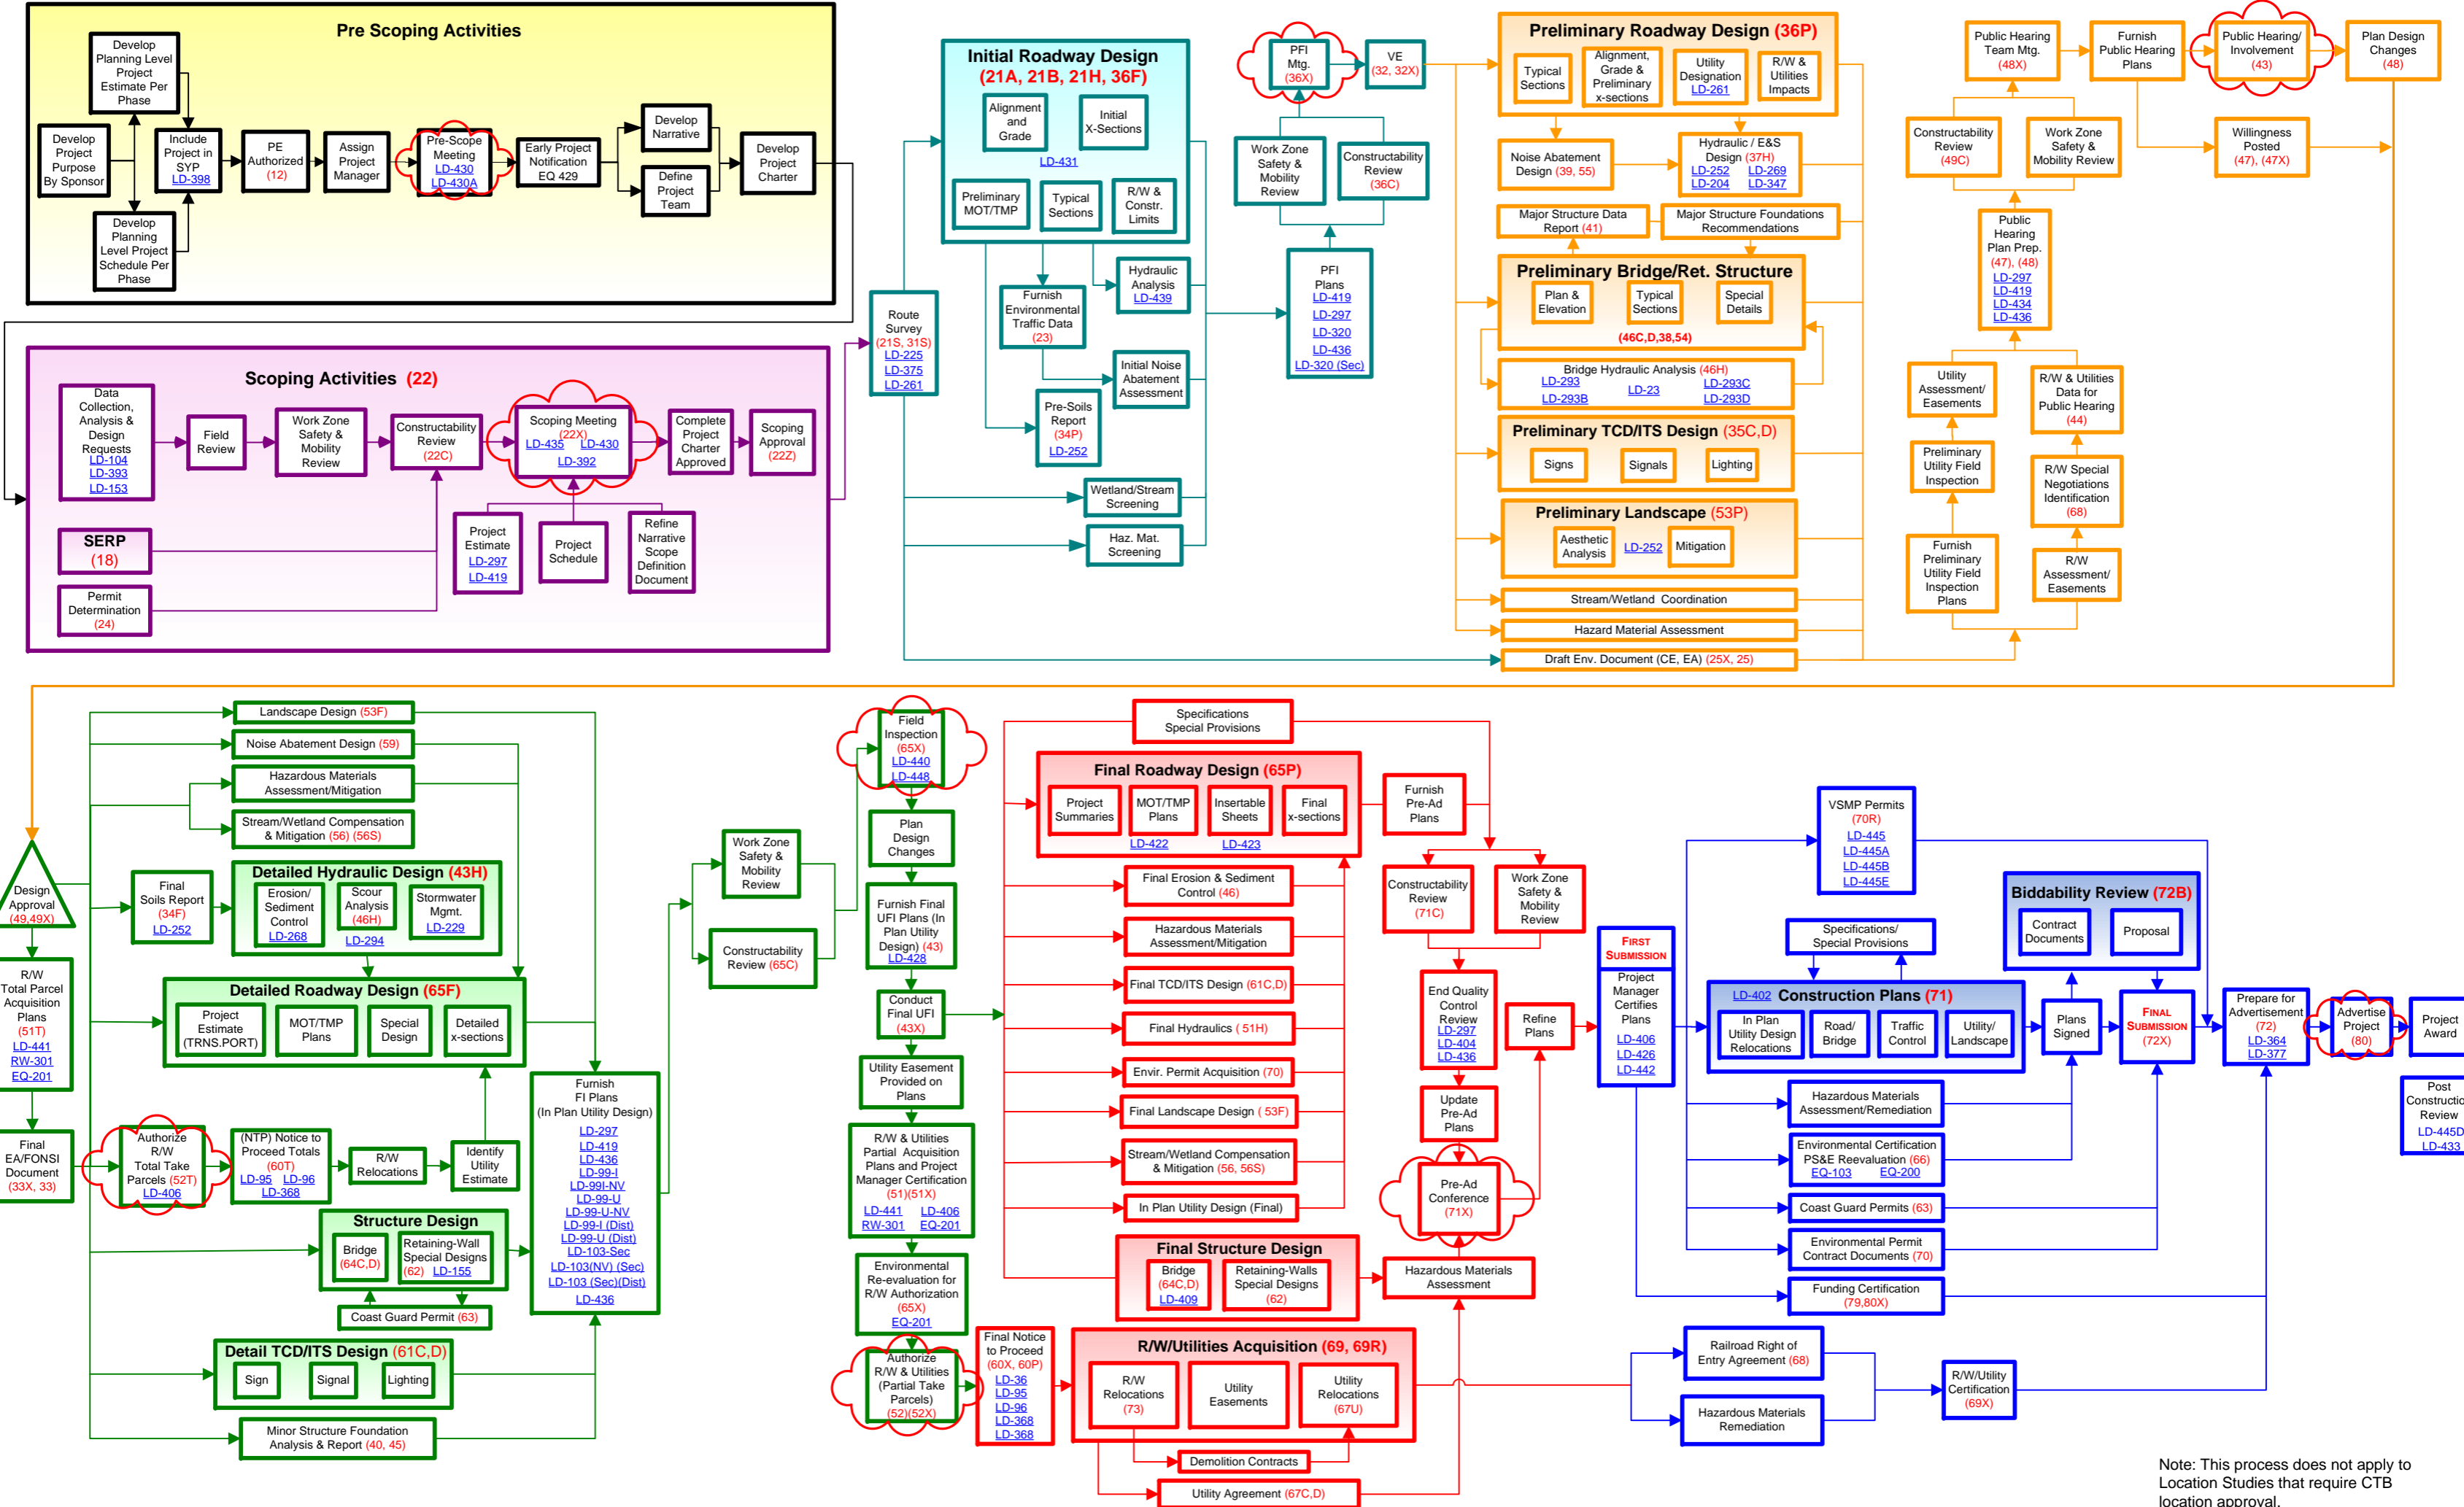 Pre Scoping Activities
Develop
Planning Level
Project
Estimate Per
Phase
Develop
Project
Purpose
By Sponsor
Develop
Planning
Level Project
Schedule Per
Phase
Include
Project in
SYP
LD-398
PE
Authorized
(12)
Assign
Project
Manager
Pre-Scope
Meeting
LD-430
LD-430A
Early Project
Notification
EQ 429
Develop
Narrative
Define
Project
Team
Develop
Project
Charter
Scoping Activities (22)
Data
Collection,
Analysis &
Design
Requests
LD-104
LD-393
LD-153
Field
Review
Work Zone
Safety &
Mobility
Review
Constructability
Review
(22C)
Scoping Meeting
(22X)
LD-435 LD-430
LD-392
Complete
Project
Charter
Approved
Scoping
Approval
(22Z)
SERP
(18)
Permit
Determination
(24)
Project
Estimate
LD-297
LD-419
Project
Schedule
Refine
Narrative
Scope
Definition
Document
Route
Survey
(21S, 31S)
LD-225
LD-375
LD-261
Initial Roadway Design
(21A, 21B, 21H, 36F)
Alignment
and
Grade
Initial
X-Sections
LD-431
Preliminary
MOT/TMP
Typical
Sections
R/W &
Constr.
Limits
Hydraulic
Analysis
LD-439
Furnish
Environmental
Traffic Data
(23)
Initial Noise
Abatement
Assessment
Pre-Soils
Report
(34P)
LD-252
Wetland/Stream
Screening
Haz. Mat.
Screening
PFI
Mtg.
(36X)
VE
(32, 32X)
Work Zone
Safety &
Mobility
Review
Constructability
Review
(36C)
PFI
Plans
LD-419
LD-297
LD-320
LD-436
LD-320 (Sec)
Preliminary Roadway Design (36P)
Typical
Sections
Alignment,
Grade &
Preliminary
x-sections
Utility
Designation
LD-261
R/W &
Utilities
Impacts
Noise Abatement
Design (39, 55)
Hydraulic / E&S
Design (37H)
LD-252 LD-269
LD-204 LD-347
Major Structure Data
Report (41)
Major Structure Foundations
Recommendations
Preliminary Bridge/Ret. Structure
Plan &
Elevation
Typical
Sections
Special
Details
(46C,D,38,54)
Bridge Hydraulic Analysis (46H)
LD-293 LD-23 LD-293C
LD-293B LD-293D
Preliminary TCD/ITS Design (35C,D)
Signs
Signals
Lighting
Preliminary Landscape (53P)
Aesthetic
Analysis
LD-252
Mitigation
Stream/Wetland Coordination
Hazard Material Assessment
Draft Env. Document (CE, EA) (25X, 25)
Public Hearing
Team Mtg.
(48X)
Furnish
Public Hearing
Plans
Public Hearing/
Involvement
(43)
Plan Design
Changes
(48)
Constructability
Review
(49C)
Work Zone
Safety &
Mobility Review
Willingness
Posted
(47), (47X)
Public
Hearing
Plan Prep.
(47), (48)
LD-297
LD-419
LD-434
LD-436
Utility
Assessment/
Easements
R/W & Utilities
Data for
Public Hearing
(44)
Preliminary
Utility Field
Inspection
R/W Special
Negotiations
Identification
(68)
Furnish
Preliminary
Utility Field
Inspection
Plans
R/W
Assessment/
Easements
Design
Approval
(49,49X)
R/W
Total Parcel
Acquisition
Plans
(51T)
LD-441
RW-301
EQ-201
Final
EA/FONSI
Document
(33X, 33)
Landscape Design (53F)
Noise Abatement Design (59)
Hazardous Materials
Assessment/Mitigation
Stream/Wetland Compensation
& Mitigation (56) (56S)
Final
Soils Report
(34F)
LD-252
Detailed Hydraulic Design (43H)
Erosion/
Sediment
Control
LD-268
Scour
Analysis
(46H)
LD-294
Stormwater
Mgmt.
LD-229
Detailed Roadway Design (65F)
Project
Estimate
(TRNS.PORT)
MOT/TMP
Plans
Special
Design
Detailed
x-sections
Authorize
R/W
Total Take
Parcels (52T)
LD-406
(NTP) Notice to
Proceed Totals
(60T)
LD-95 LD-96
LD-368
R/W
Relocations
Identify
Utility
Estimate
Structure Design
Bridge
(64C,D)
Retaining-Wall
Special Designs
(62) LD-155
Coast Guard Permit (63)
Detail TCD/ITS Design (61C,D)
Sign
Signal
Lighting
Minor Structure Foundation
Analysis & Report (40, 45)
Furnish
FI Plans
(In Plan Utility Design)
LD-297
LD-419
LD-436
LD-99-I
LD-99I-NV
LD-99-U
LD-99-U-NV
LD-99-I (Dist)
LD-99-U (Dist)
LD-103-Sec
LD-103(NV) (Sec)
LD-103 (Sec)(Dist)
LD-436
Work Zone
Safety &
Mobility
Review
Constructability
Review (65C)
Field
Inspection
(65X)
LD-440
LD-448
Plan
Design
Changes
Furnish Final
UFI Plans (In
Plan Utility
Design) (43)
LD-428
Conduct
Final UFI
(43X)
Utility Easement
Provided on
Plans
R/W & Utilities
Partial Acquisition
Plans and Project
Manager Certification
(51)(51X)
LD-441 LD-406
RW-301 EQ-201
Environmental
Re-evaluation for
R/W Authorization
(65X)
EQ-201
Authorize
R/W & Utilities
(Partial Take
Parcels)
(52)(52X)
Specifications
Special Provisions
Final Roadway Design (65P)
Project
Summaries
MOT/TMP
Plans
Insertable
Sheets
Final
x-sections
LD-422 LD-423
Furnish
Pre-Ad
Plans
Final Erosion & Sediment
Control (46)
Hazardous Materials
Assessment/Mitigation
Final TCD/ITS Design (61C,D)
Final Hydraulics ( 51H)
Envir. Permit Acquisition (70)
Final Landscape Design ( 53F)
Stream/Wetland Compensation
& Mitigation (56, 56S)
In Plan Utility Design (Final)
Final Structure Design
Bridge
(64C,D)
LD-409
Retaining-Walls
Special Designs
(62)
Final Notice
to Proceed
(60X, 60P)
LD-36
LD-95
LD-96
LD-368
LD-368
R/W/Utilities Acquisition (69, 69R)
R/W
Relocations
(73)
Utility
Easements
Utility
Relocations
(67U)
Demolition Contracts
Utility Agreement (67C,D)
Constructability
Review
(71C)
Work Zone
Safety &
Mobility
Review
End Quality
Control
Review
LD-297
LD-404
LD-436
Update
Pre-Ad
Plans
Pre-Ad
Conference
(71X)
Hazardous Materials
Assessment
Refine
Plans
FIRST
SUBMISSION
Project
Manager
Certifies
Plans
LD-406
LD-426
LD-442
VSMP Permits
(70R)
LD-445
LD-445A
LD-445B
LD-445E
Specifications/
Special Provisions
LD-402 Construction Plans (71)
In Plan
Utility Design
Relocations
Road/
Bridge
Traffic
Control
Utility/
Landscape
Biddability Review (72B)
Contract
Documents
Proposal
Plans
Signed
FINAL
SUBMISSION
(72X)
Prepare for
Advertisement
(72)
LD-364
LD-377
Advertise
Project
(80)
Project
Award
Post
Constructio
Review
LD-445D
LD-433
Hazardous Materials
Assessment/Remediation
Environmental Certification
PS&E Reevaluation (66)
EQ-103 EQ-200
Coast Guard Permits (63)
Environmental Permit
Contract Documents (70)
Funding Certification
(79,80X)
Railroad Right of
Entry Agreement (68)
Hazardous Materials
Remediation
R/W/Utility
Certification
(69X)
Note: This process does not apply to
Location Studies that require CTB
location approval.